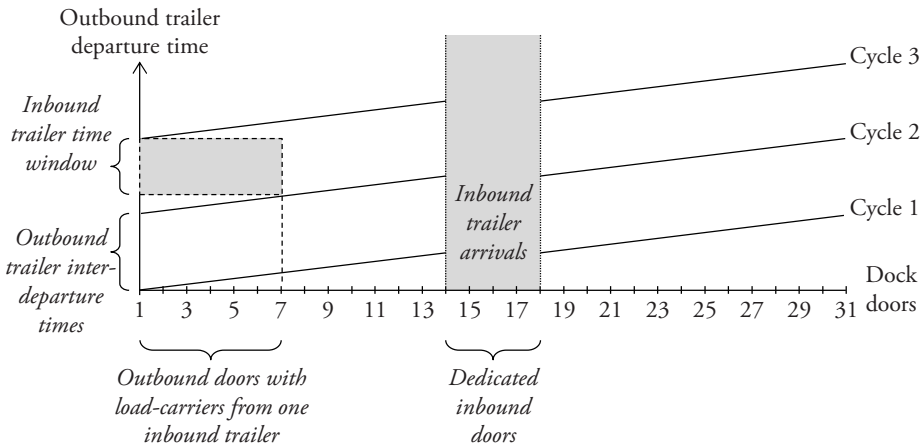 Outbound trailer
departure time
Cycle 3
Inbound
trailer time
window
Cycle 2
Inbound
trailer
arrivals
Cycle 1
Outbound
trailer inter-
departure
times
Dock
doors
1 3 5 7 9 11 13 15 17 19 21 23 25 27 29 31
Outbound doors with
load-carriers from one
inbound trailer
Dedicated
inbound
doors